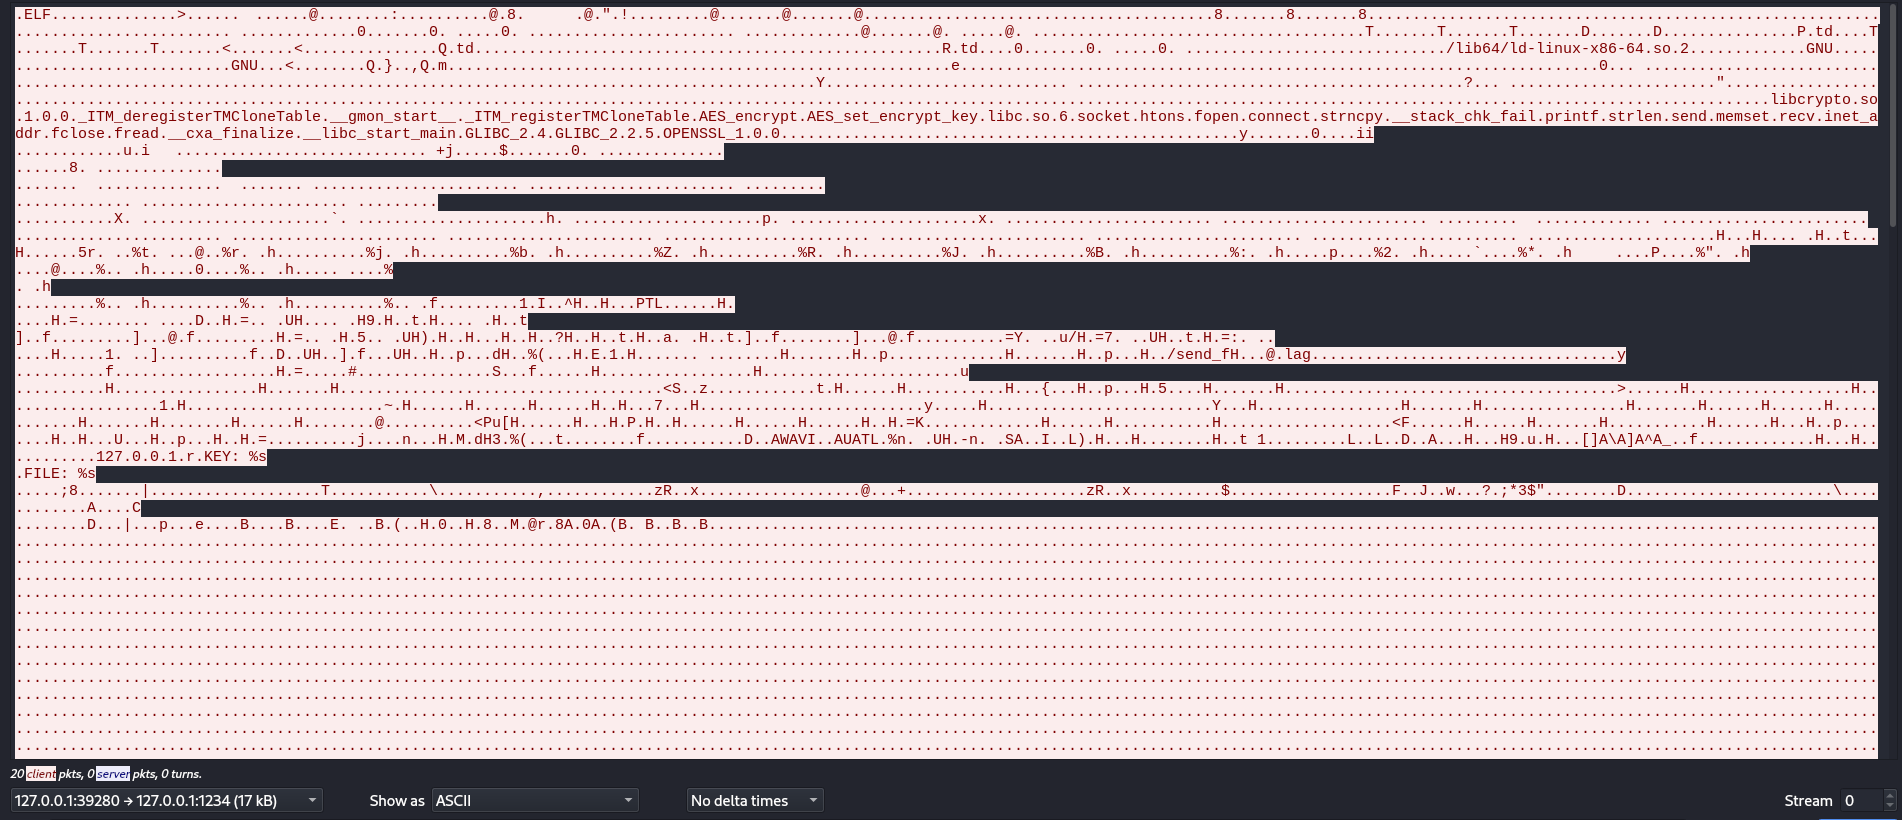 .ELF..............>...... ......@........:..........@.8. .@.".!.........@.......@.......@.......................................8.......8.......8.........................................................
........................ ..............0.......0. .....0. .......................... ............@.......@. .....@. .....................................T.......T.......T.......D.......D...............P.td....T
.......T.......T.......<.......<...............Q.td....................................................R.td....0.......0. .....0. ............................../lib64/ld-linux-x86-64.so.2.............GNU.....
........................GNU...<........Q.}..,Q.m........................................................e.......................................................................0...
Y...?..."...
libcrypto.so
.1.0.0._ITM_deregisterTMCloneTable.__gmon_start__._ITM_registerTMCloneTable.AES_encrypt.AES_set_encrypt_key.libc.so.6.socket.htons.fopen.connect.strncpy.__stack_chk_fail.printf.strlen.send.memset.recv.inet_a
ddr.fclose.fread.__cxa_finalize.__libc_start_main.GLIBC_2.4.GLIBC_2.2.5.OPENSSL_1.0.0...................................................y.......0....ii
............u.i ............................ +j.....$.......0. ..............
......8. ..............
....... .............. ....... ....................... ....................... .........
............. ....................... .........
...........X. .....................`. .....................h. .....................p. .....................x. .......................
H...H.... .H..t...
H......5r. ..%t. ...@..%r. .h..........%j. .h..........%b. .h..........%Z. .h..........%R. .h..........%J. .h..........%B. .h..........%:. .h.....p....%2. .h.....`....%*. .h ....P....%". .h
....@....%.. .h.....0....%.. .h..... ....%
. .h
.........%.. .h..........%.. .h..........%.. .f.........1.I..^H..H...PTL......H.
....H.=........ ....D..H.=.. .UH.... .H9.H..t.H.... .H..t
]..f.........]...@.f..........H.=.. .H.5.. .UH).H..H...H..H..?H..H..t.H..a. .H..t.]..f........]...@.f..........=Y. ..u/H.=7. ..UH..t.H.=:. ..
....H.....1. ..]..........f..D..UH..].f...UH..H..p...dH..%(...H.E.1.H................H.......H..p.............H.......H..p...H../send_fH...@.lag..................................y
..........f.................H.=.....#...............S...f......H.................H......................u
..........H................H.......H....................................<S..z............t.H......H...........H...{...H..p...H.5....H.......H.....................................>......H..................H..
................1.H......................~.H......H......H......H..H...7...H.........................y.....H.........................Y...H................H.......H................H.......H......H......H.....
.......H.......H........H.......H........@..........<Pu[H.......H...H.P.H..H......H.......H......H..H.=K.............H......H...........H...................<F......H......H.......H...........H......H...H..p....
....H..H...U...H..p...H..H.=..........j....n...H.M.dH3.%(...t........f...........D..AWAVI..AUATL.%n. .UH.-n. .SA..I..L).H...H........H..t 1.........L..L..D..A...H...H9.u.H...[]A\A]A^A_..f.............H...H..
.........127.0.0.1.r.KEY: %s
.FILE: %s
.....;8.......|...................T...........\...........,............zR..x..................@...+....................zR..x..........$..................F..J..w...?.;*3$"........D.......................\....
.........A....C
........D...|...p...e....B....B....E. ..B.(..H.0..H.8..M.@r.8A.0A.(B. B..B..B
20 client pkts, 0 server pkts, 0 turns.
127.0.0.1:39280 → 127.0.0.1:1234 (17 kB) Show as ASCII No delta times Stream 0